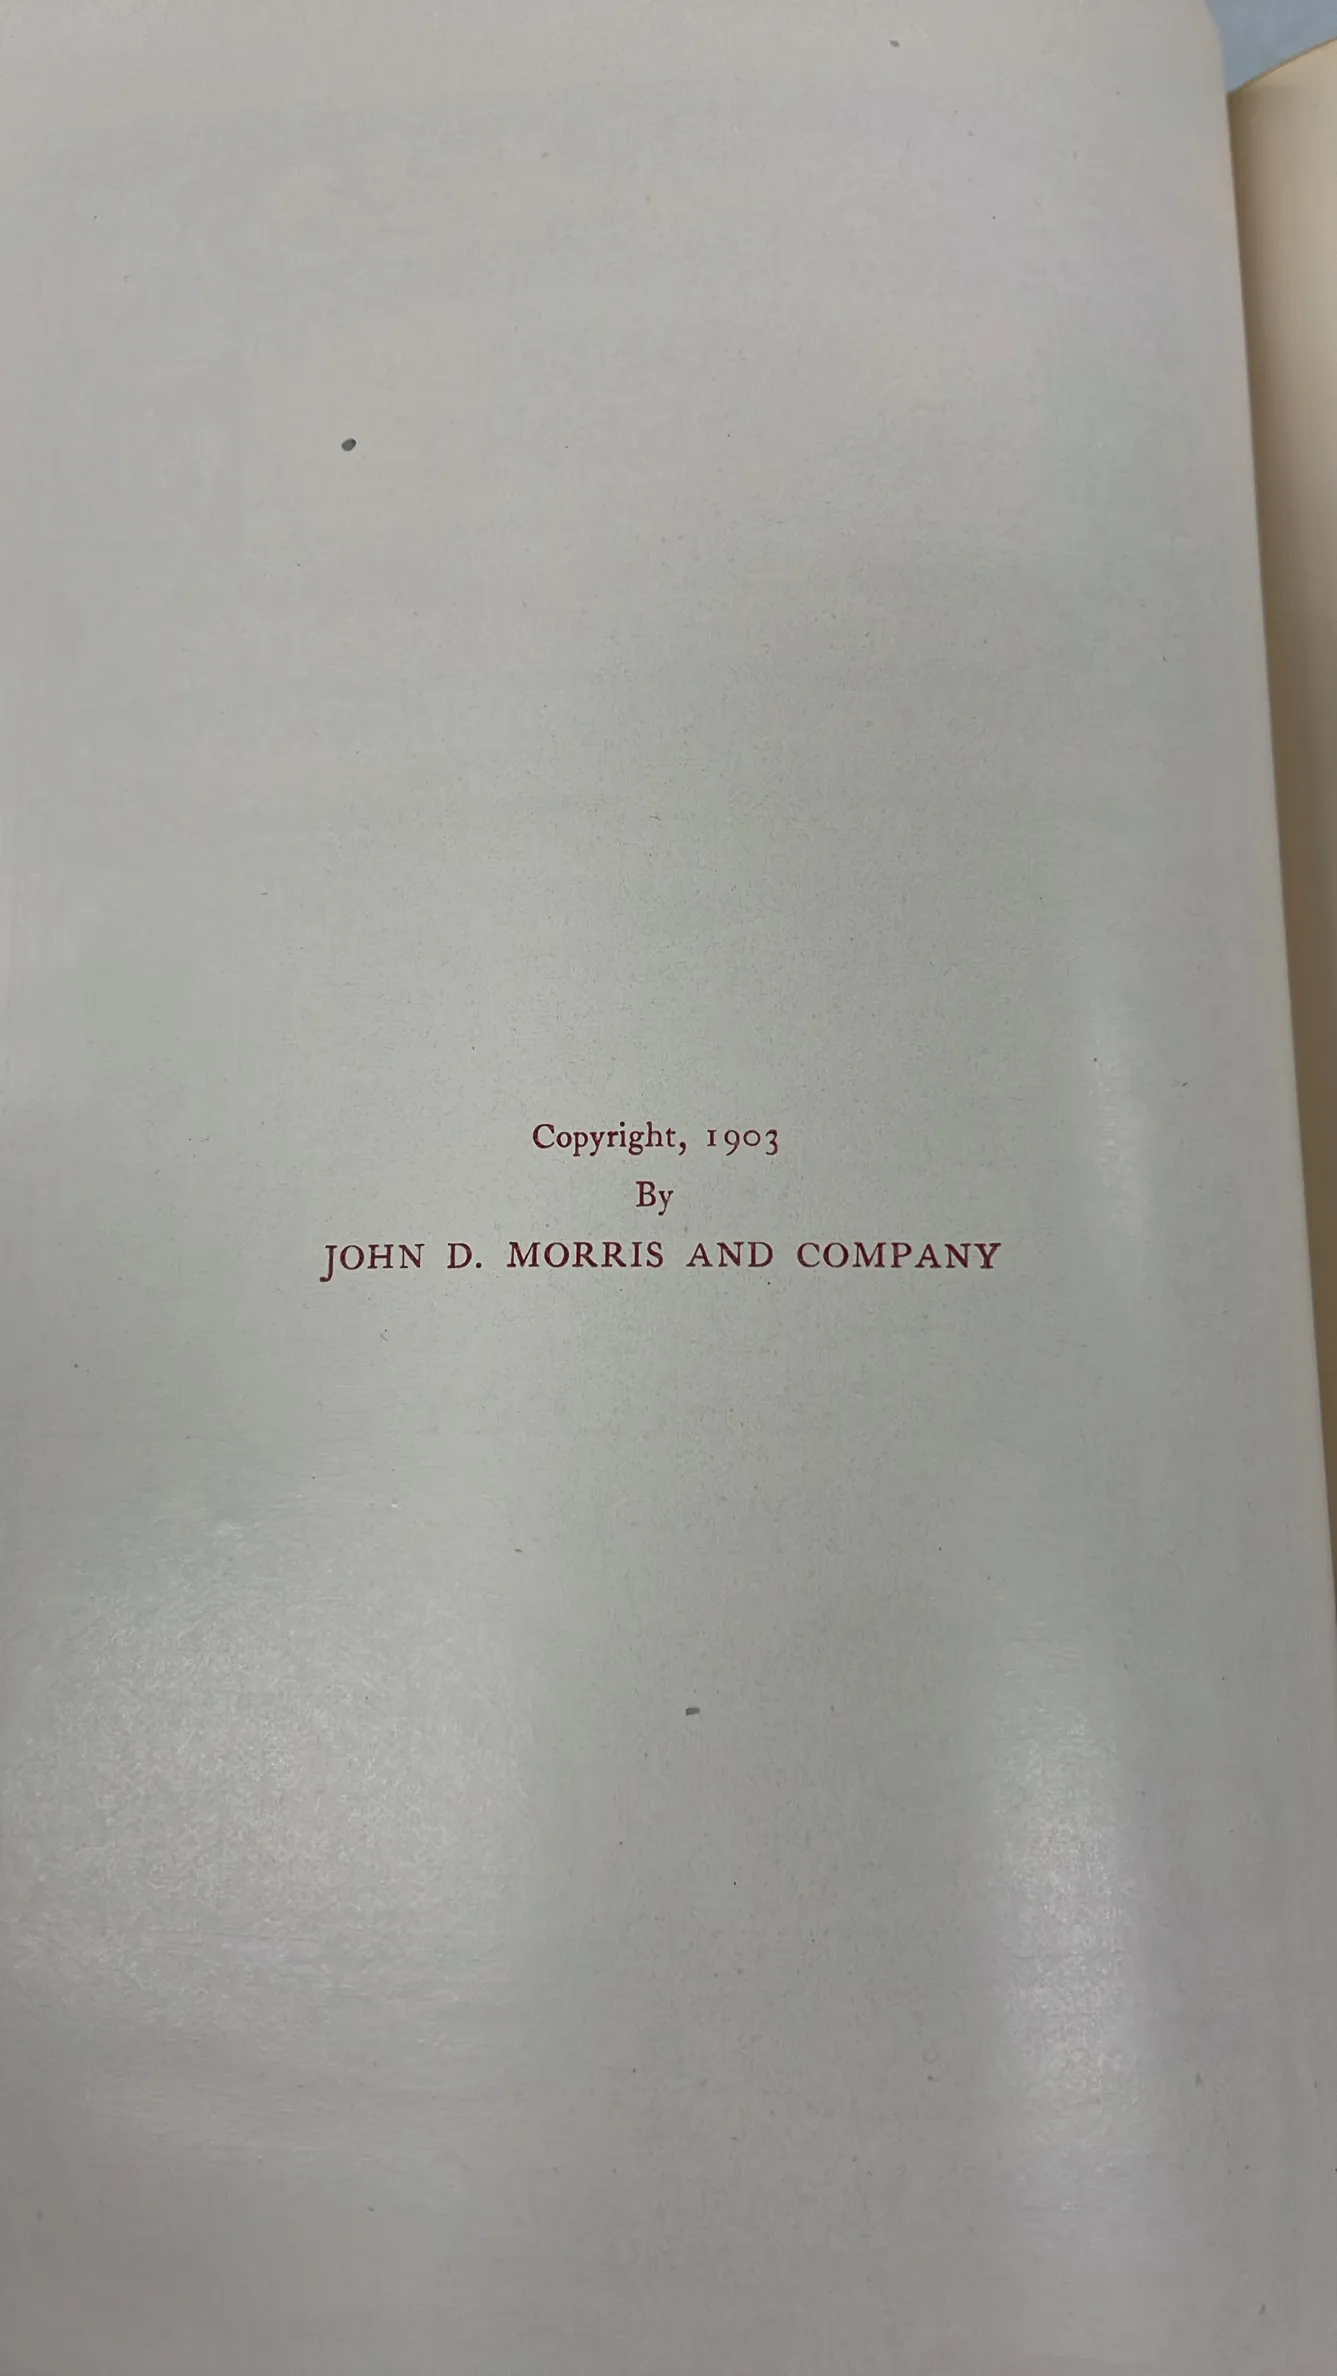 Copyright, 1903
By
JOHN D. MORRIS AND COMPANY